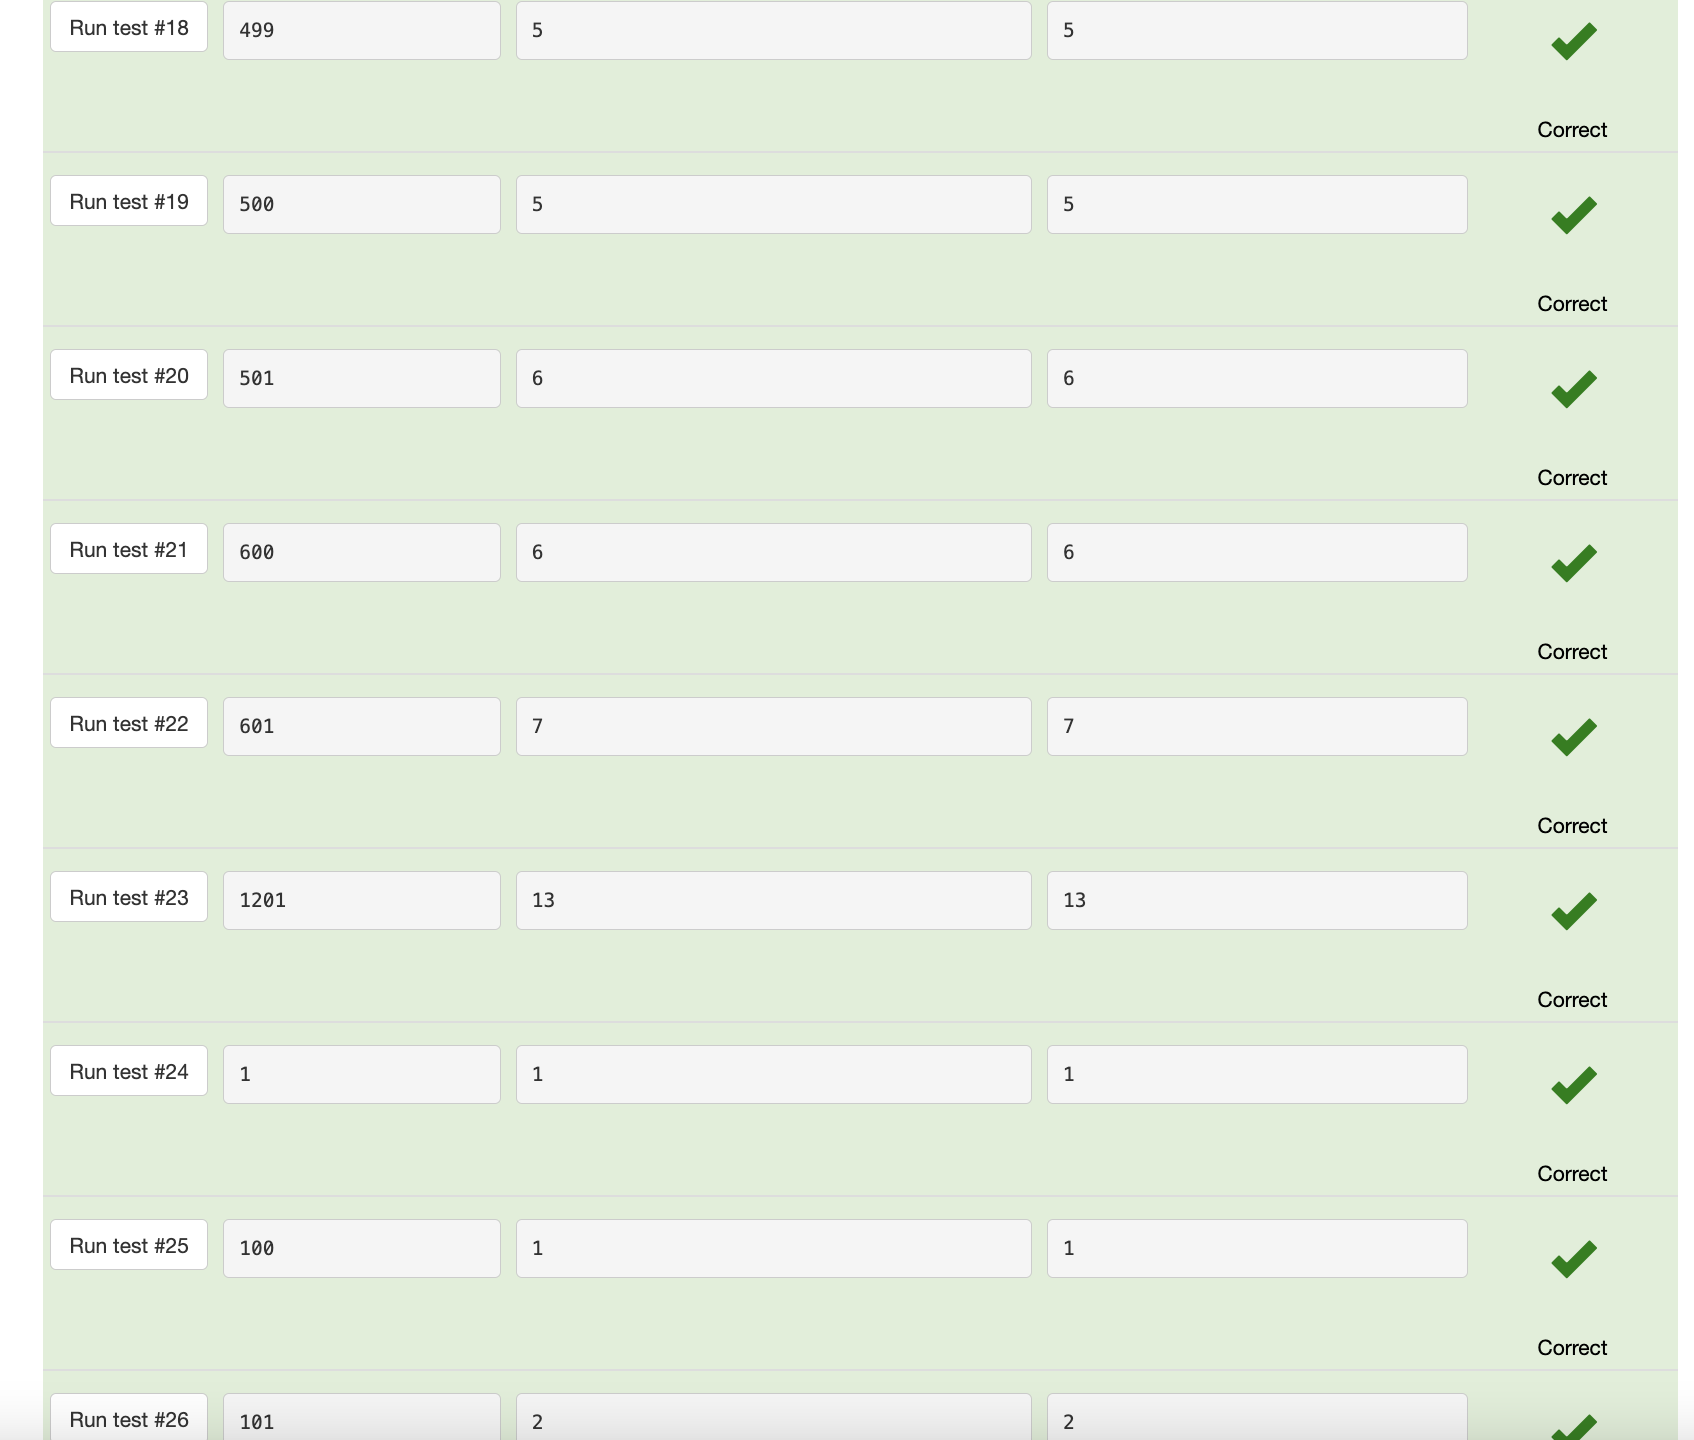 Run test #18 499 5 5
Correct
Run test #19 500 5 5
Correct
Run test #20 501 6 6
Correct
Run test #21 600 6 6
Correct
Run test #22 601 7 7
Correct
Run test #23 1201 13 13
Correct
Run test #24 1 1 1
Correct
Run test #25 100 1 1
Correct
Run test #26 101 2 2